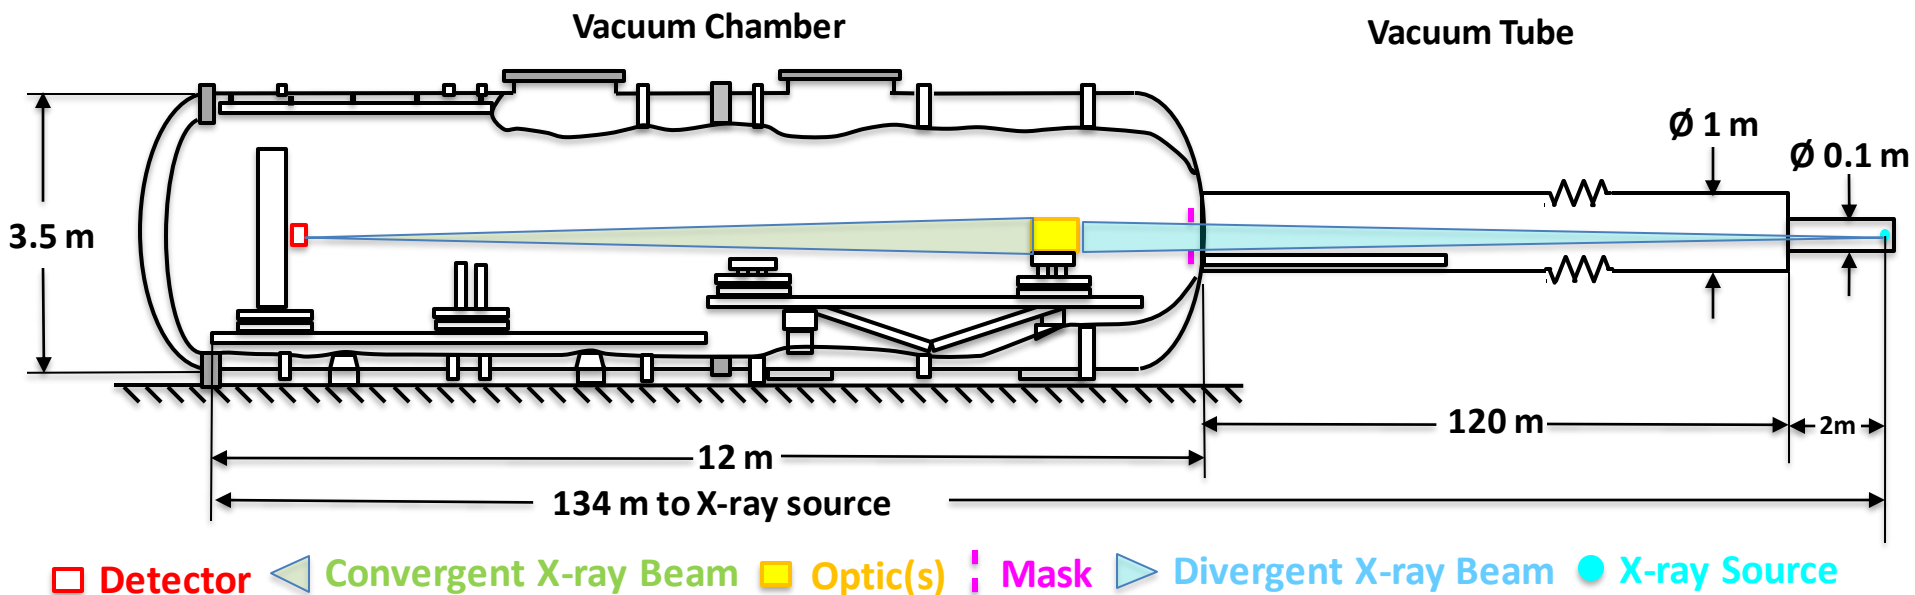 Vacuum Chamber
Vacuum Tube
Ø 1 m
Ø 0.1 m
3.5 m
120 m
2m
12 m
134 m to X-ray source
Detector
Convergent X-ray Beam
Optic(s)
Mask
Divergent X-ray Beam
X-ray Source